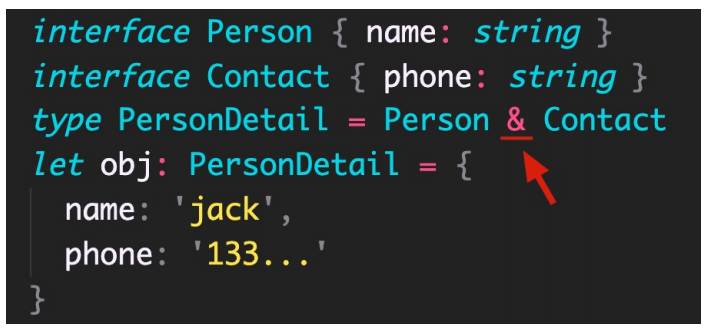 interface Person { name: string }
interface Contact { phone: string }
type PersonDetail = Person & Contact
let obj: PersonDetail = {
  name: 'jack',
  phone: '133...'
}